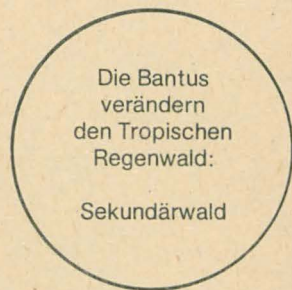 Die Bantus
verändern
den Tropischen
Regenwald:
Sekundärwald